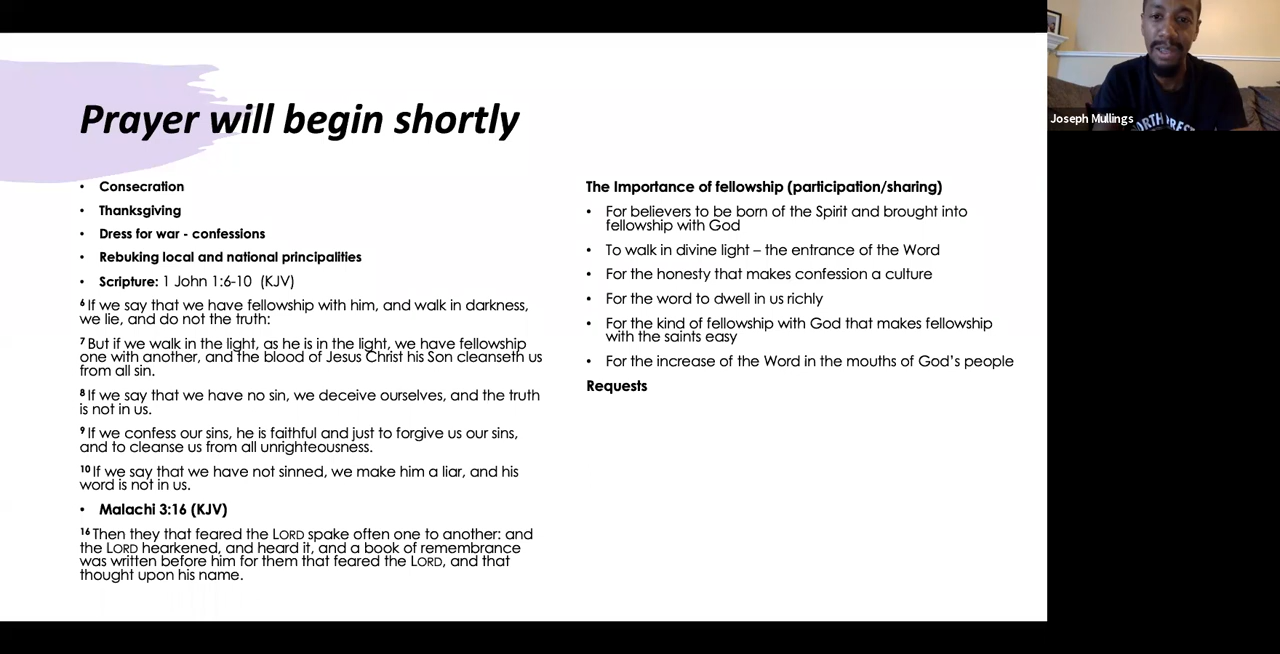 Prayer will begin shortly
• Consecration
• Thanksgiving
• Dress for war - confessions
• Rebuking local and national principalities
• Scripture: 1 John 1:6-10 (KJV)
6 If we say that we have fellowship with him, and walk in darkness,
we lie, and do not the truth:
7 But if we walk in the light, as he is in the light, we have fellowship
one with another, and the blood of Jesus Christ his Son cleanseth us
from all sin.
8 If we say that we have no sin, we deceive ourselves, and the truth
is not in us.
9 If we confess our sins, he is faithful and just to forgive us our sins,
and to cleanse us from all unrighteousness.
10 If we say that we have not sinned, we make him a liar, and his
word is not in us.
• Malachi 3:16 (KJV)
16 Then they that feared the LORD spake often one to another: and
the LORD hearkened, and heard it, and a book of remembrance
was written before him for them that feared the LORD, and that
thought upon his name.
The Importance of fellowship (participation/sharing)
• For believers to be born of the Spirit and brought into
fellowship with God
• To walk in divine light – the entrance of the Word
• For the honesty that makes confession a culture
• For the word to dwell in us richly
• For the kind of fellowship with God that makes fellowship
with the saints easy
• For the increase of the Word in the mouths of God's people
Requests
Joseph Mullings